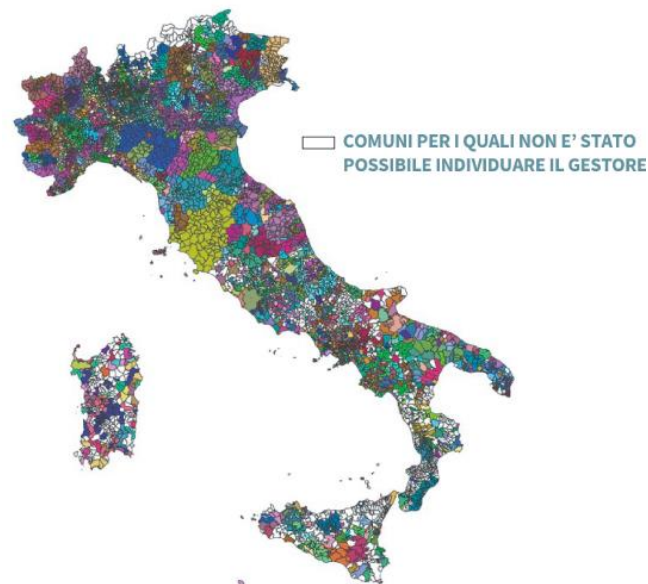 COMUNI PER I QUALI NON E' STATO
POSSIBILE INDIVIDUARE IL GESTORE